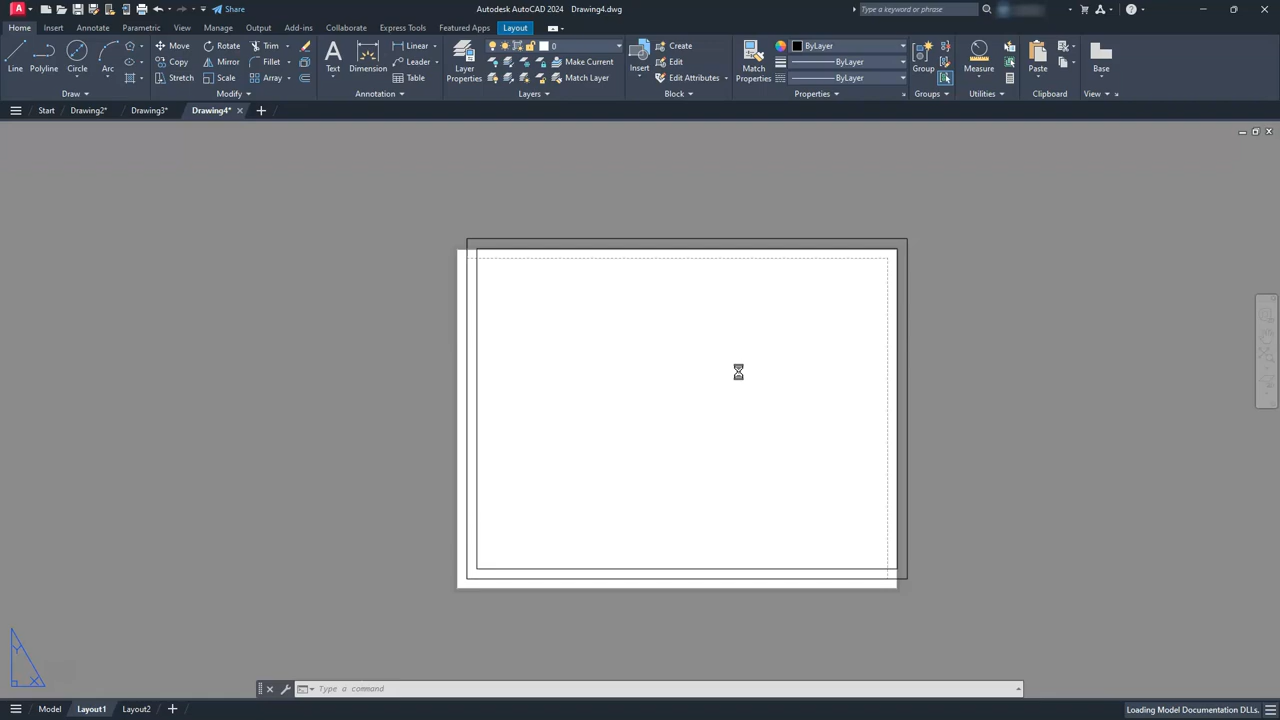 Share
Autodesk AutoCAD 2024 Drawing4.dwg
Type a keyword or phrase
Home Insert Annotate Parametric View Manage Output Add-ins Collaborate Express Tools Featured Apps Layout
Line Polyline Circle Arc
Move Rotate Trim
Copy Mirror Fillet
Stretch Scale Array
Text Dimension
Linear
Leader
Table
Layer Properties
0
Make Current
Match Layer
Insert
Create
Edit
Edit Attributes
Match Properties
ByLayer
ByLayer
ByLayer
Group
Measure
Paste
Base
Draw Modify Annotation Layers Block Properties Groups Utilities Clipboard View
Start Drawing2* Drawing3* Drawing4*
Y
X
Type a command
Model Layout1 Layout2
Loading Model Documentation DLLs.